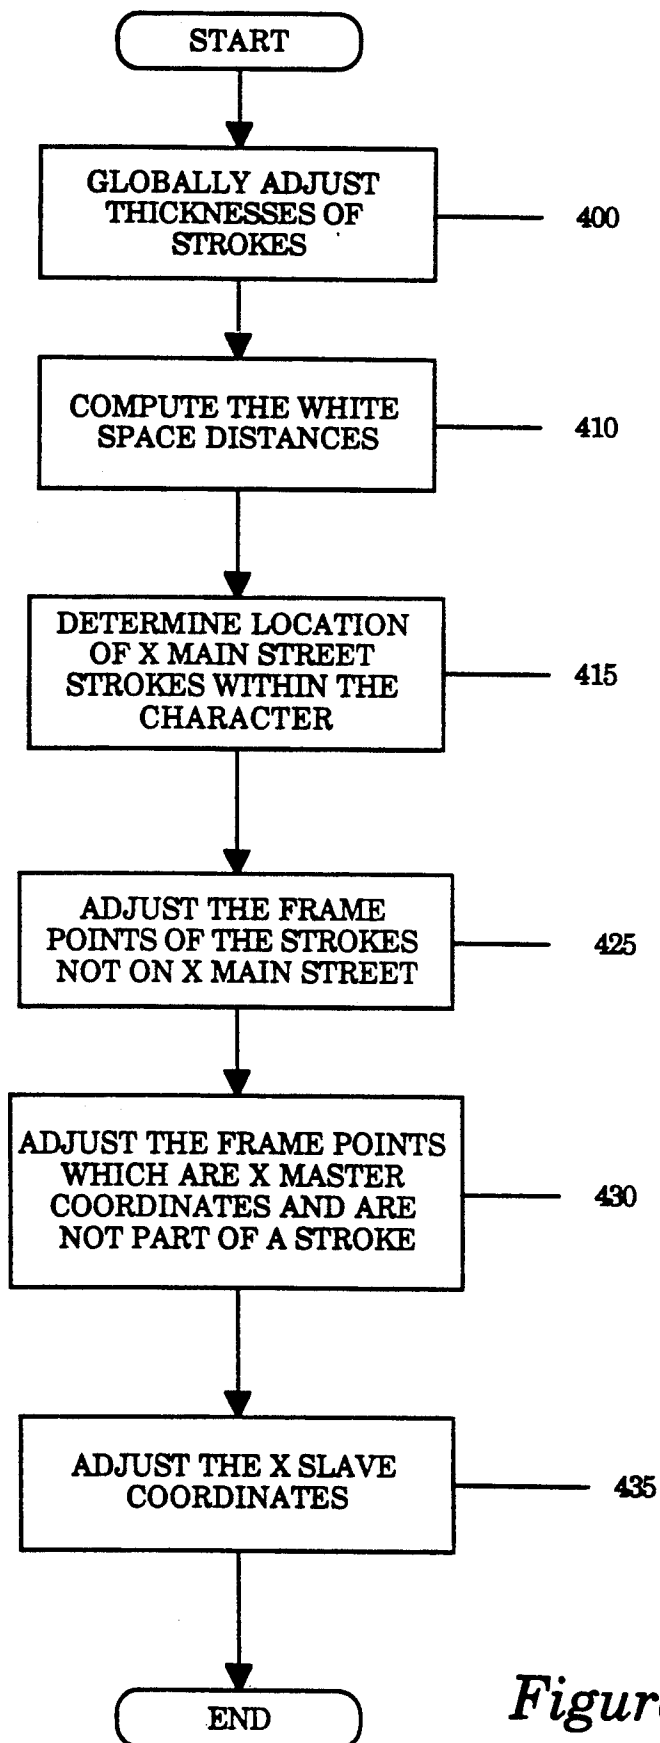 START
GLOBALLY ADJUST
THICKNESSES OF
STROKES
400
COMPUTE THE WHITE
SPACE DISTANCES
410
DETERMINE LOCATION
OF X MAIN STREET
STROKES WITHIN THE
CHARACTER
415
ADJUST THE FRAME
POINTS OF THE STROKES
NOT ON X MAIN STREET
425
ADJUST THE FRAME POINTS
WHICH ARE X MASTER
COORDINATES AND ARE
NOT PART OF A STROKE
430
ADJUST THE X SLAVE
COORDINATES
435
END